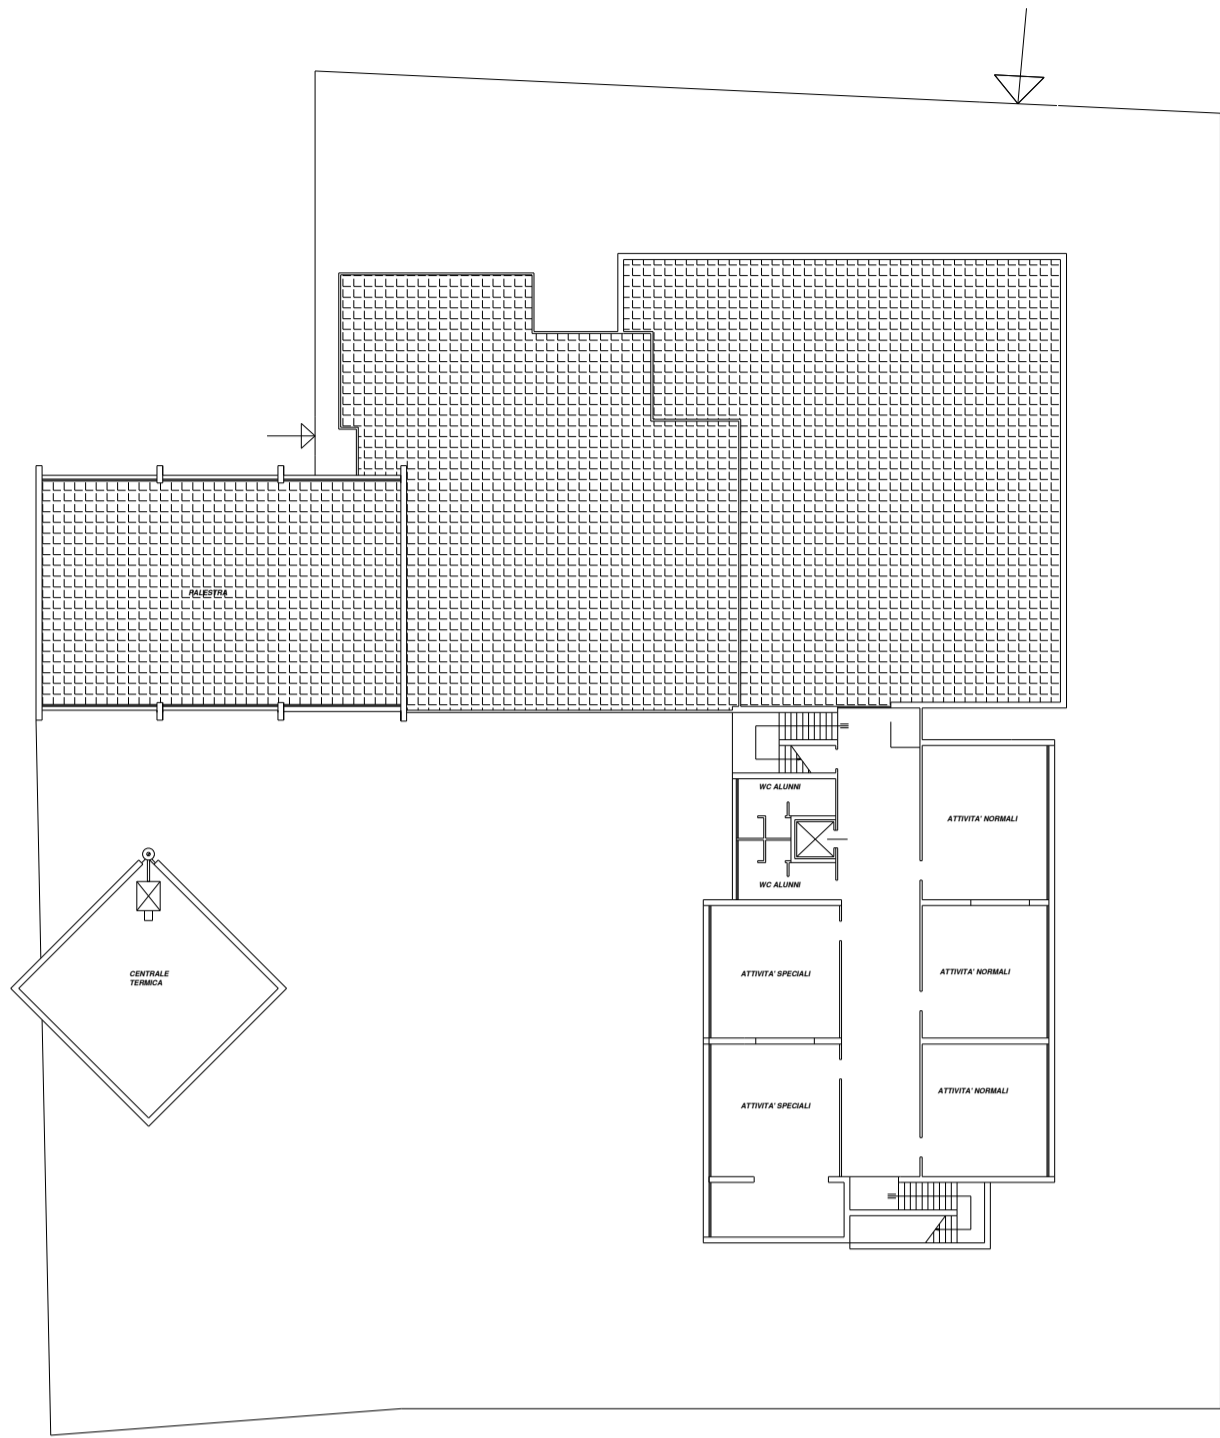 PALESTRA
WC ALUNNI
ATTIVITA' NORMALI
WC ALUNNI
CENTRALE
TERMICA
ATTIVITA' SPECIALI
ATTIVITA' NORMALI
ATTIVITA' NORMALI
ATTIVITA' SPECIALI